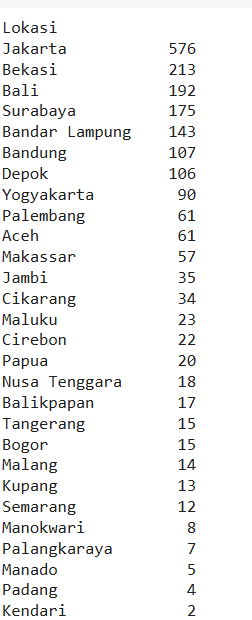 Lokasi
Jakarta 576
Bekasi 213
Bali 192
Surabaya 175
Bandar Lampung 143
Bandung 107
Depok 106
Yogyakarta 90
Palembang 61
Aceh 61
Makassar 57
Jambi 35
Cikarang 34
Maluku 23
Cirebon 22
Papua 20
Nusa Tenggara 18
Balikpapan 17
Tangerang 15
Bogor 15
Malang 14
Kupang 13
Semarang 12
Manokwari 8
Palangkaraya 7
Manado 5
Padang 4
Kendari 2